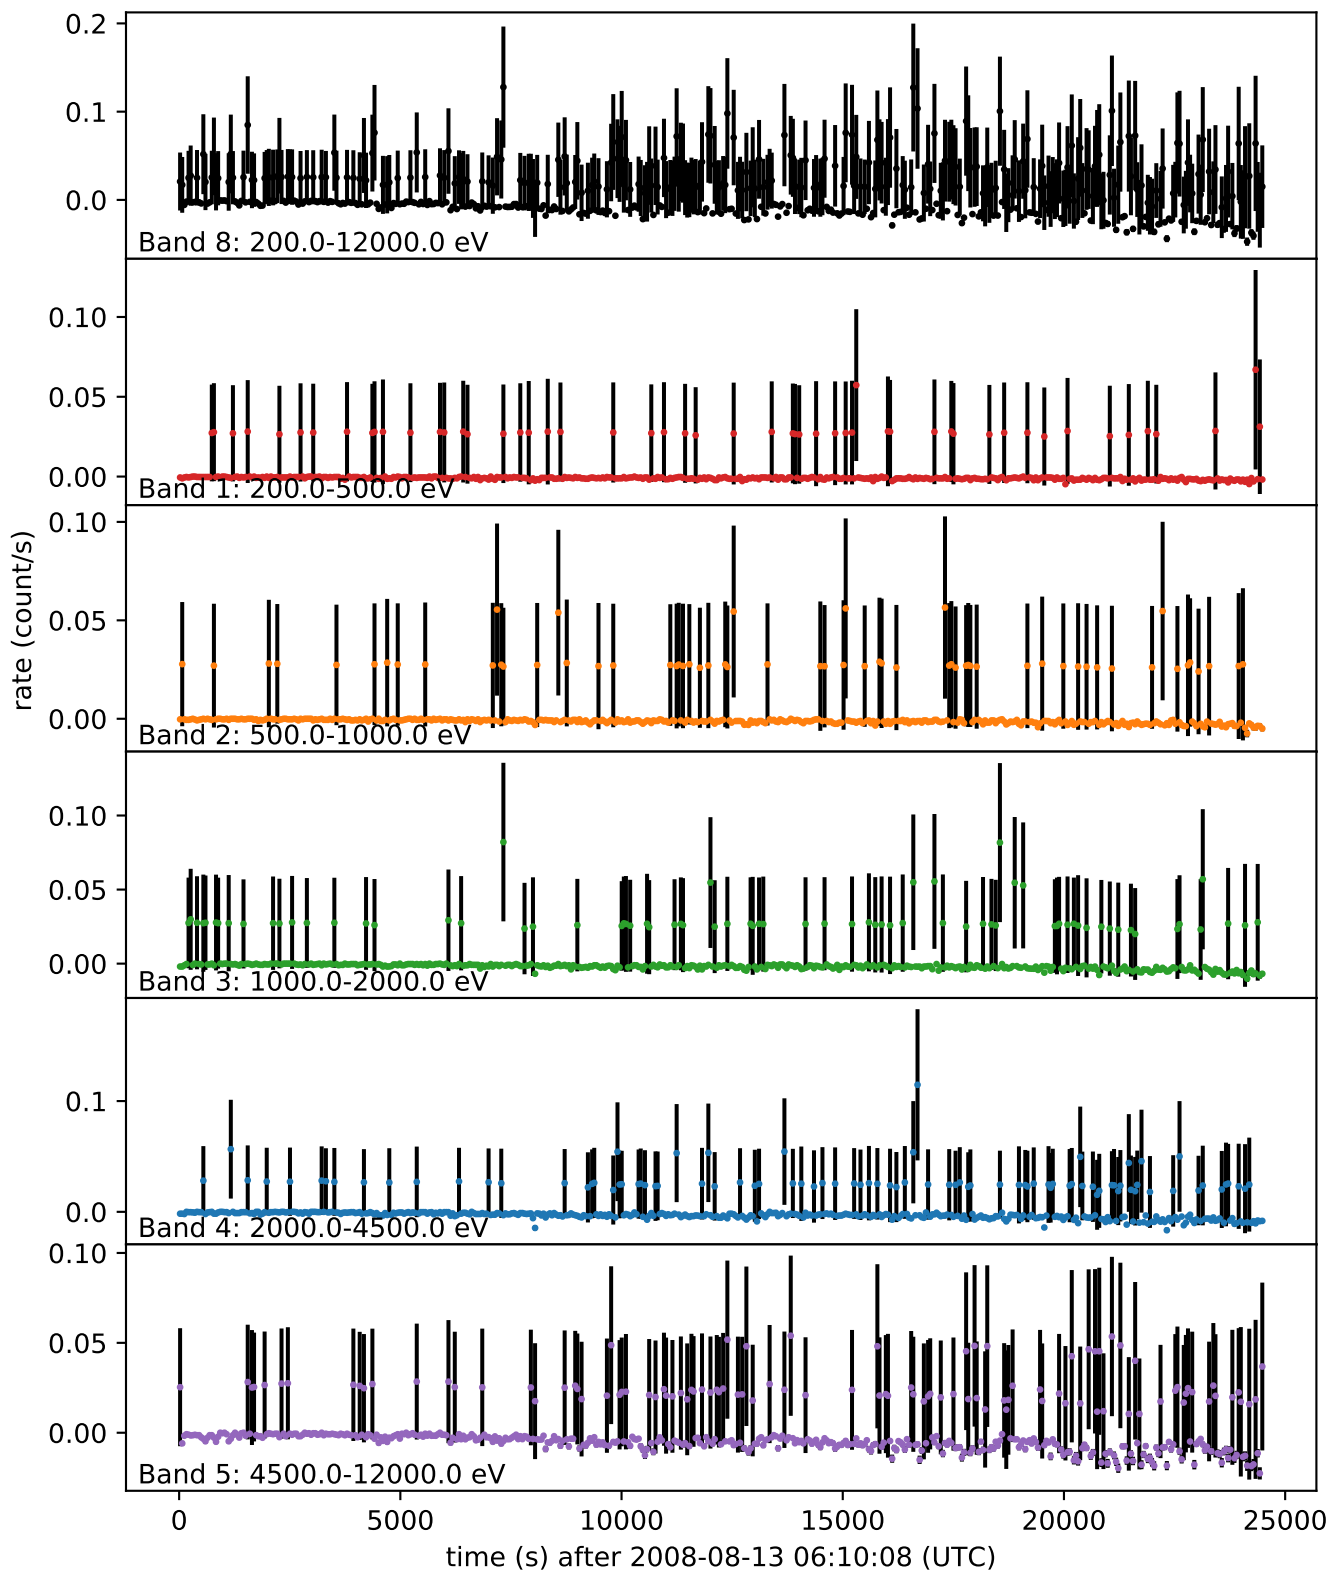 0.2
0.1
0.0
Band 8: 200.0-12000.0 eV
0.10
0.05
0.00
Band 1: 200.0-500.0 eV
0.10
0.05
0.00
Band 2: 500.0-1000.0 eV
rate (count/s)
0.10
0.05
0.00
Band 3: 1000.0-2000.0 eV
0.1
0.0
Band 4: 2000.0-4500.0 eV
0.10
0.05
0.00
Band 5: 4500.0-12000.0 eV
0 5000 10000 15000 20000 25000
time (s) after 2008-08-13 06:10:08 (UTC)